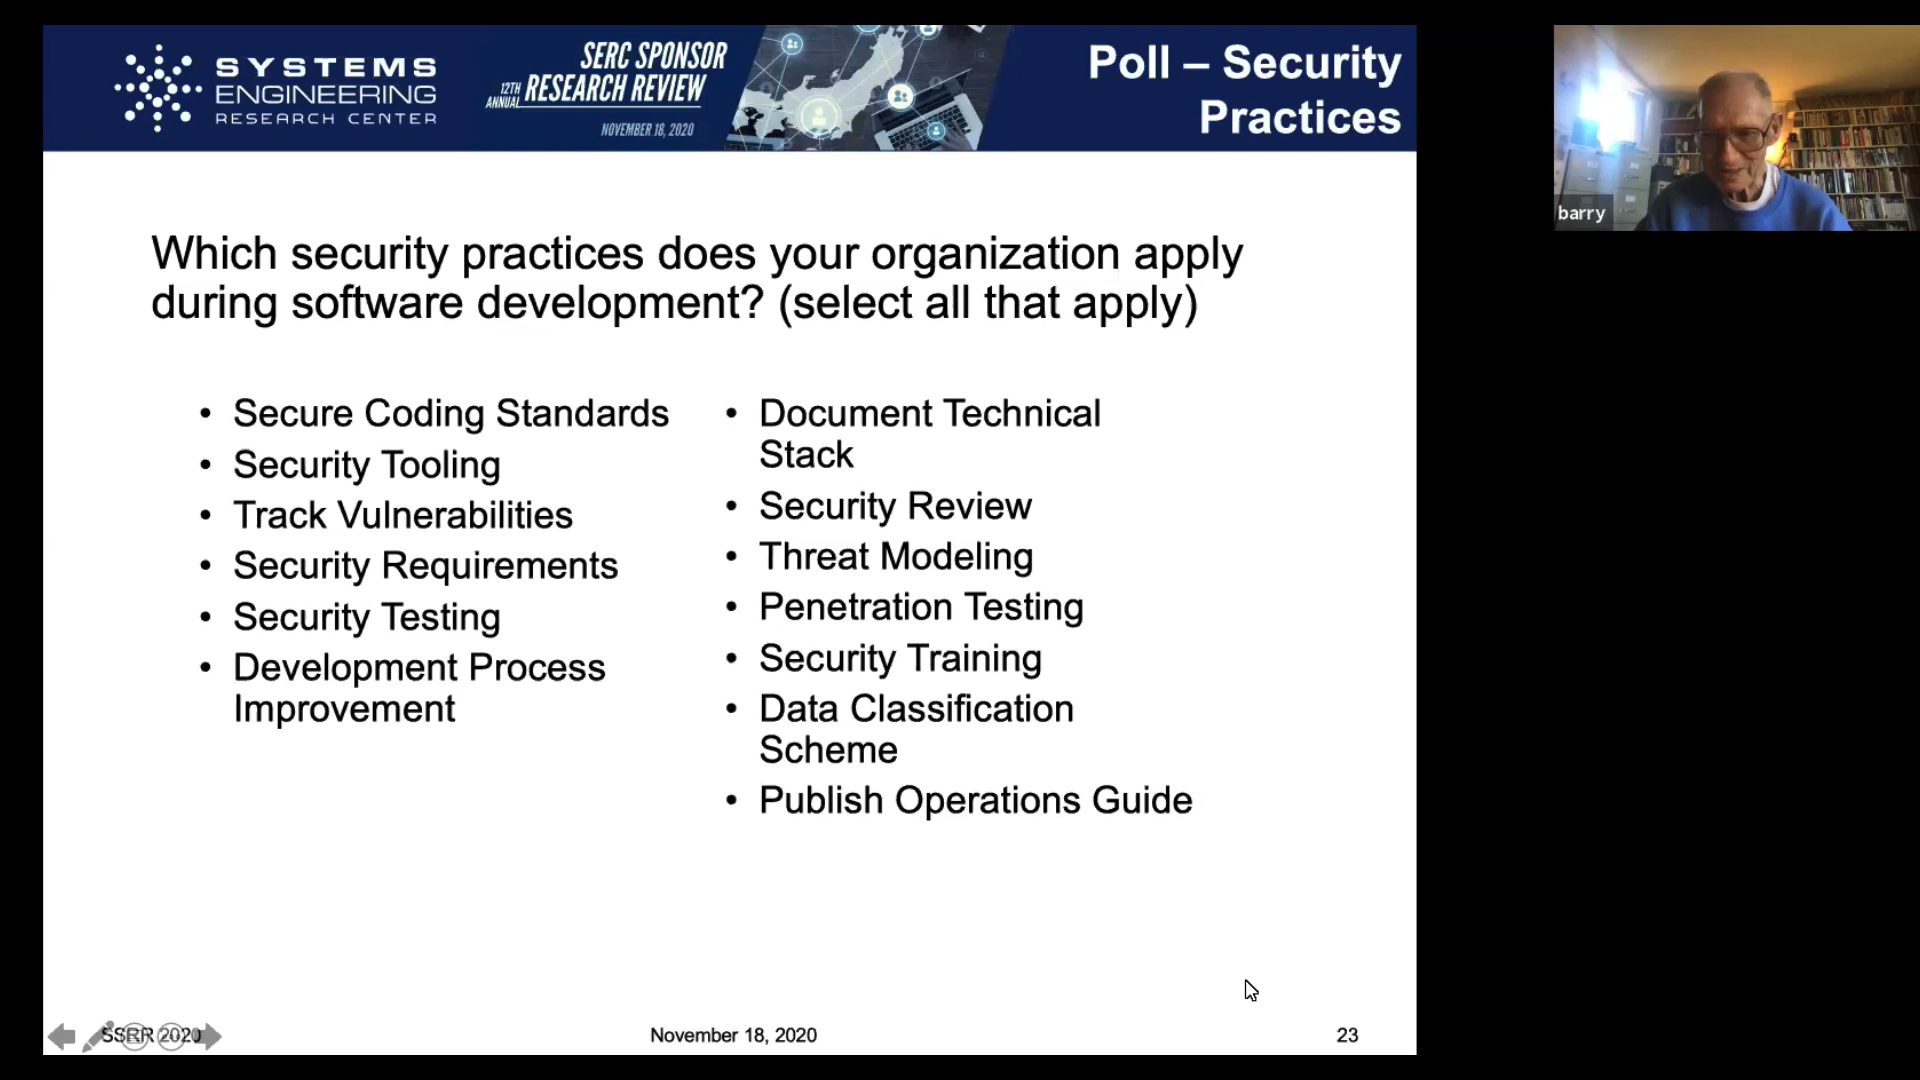 SYSTEMS
ENGINEERING
RESEARCH CENTER
SERC SPONSOR
12TH ANNUAL RESEARCH REVIEW
NOVEMBER 18, 2020
Poll – Security
Practices
barry
Which security practices does your organization apply
during software development? (select all that apply)
• Secure Coding Standards
• Security Tooling
• Track Vulnerabilities
• Security Requirements
• Security Testing
• Development Process
Improvement
• Document Technical
Stack
• Security Review
• Threat Modeling
• Penetration Testing
• Security Training
• Data Classification
Scheme
• Publish Operations Guide
SSRR 2020
November 18, 2020
23